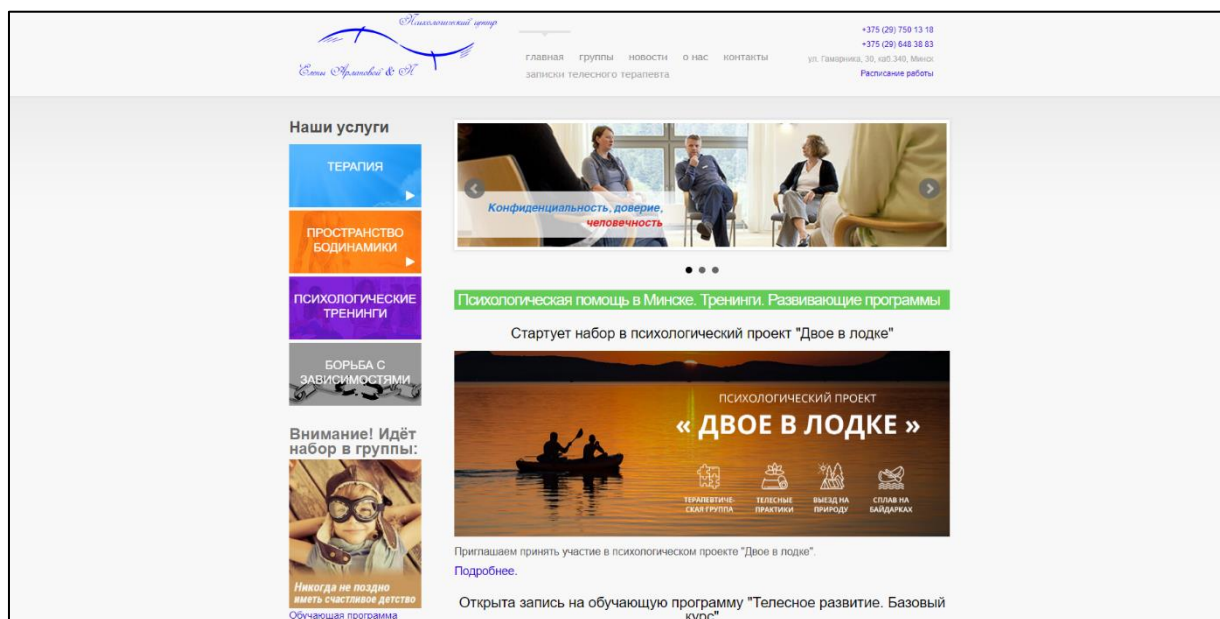 Психологический центр
Елены Арлановой & К
+375 (29) 750 13 18
+375 (29) 648 38 83
ул. Гамарника, 30, каб.340, Минск
Расписание работы
главная группы новости о нас контакты
записки телесного терапевта
Наши услуги
ТЕРАПИЯ
ПРОСТРАНСТВО
БОДИНАМИКИ
ПСИХОЛОГИЧЕСКИЕ
ТРЕНИНГИ
БОРЬБА С
ЗАВИСИМОСТЯМИ
Внимание! Идёт
набор в группы:
Никогда не поздно
иметь счастливое детство
Обучающая программа
Конфиденциальность, доверие,
человечность
Психологическая помощь в Минске. Тренинги. Развивающие программы
Стартует набор в психологический проект "Двое в лодке"
ПСИХОЛОГИЧЕСКИЙ ПРОЕКТ
« ДВОЕ В ЛОДКЕ »
ТЕРАПЕВТИЧЕ-
СКАЯ ГРУППА
ТЕЛЕСНЫЕ
ПРАКТИКИ
ВЫЕЗД НА
ПРИРОДУ
СПЛАВ НА
БАЙДАРКАХ
Приглашаем принять участие в психологическом проекте "Двое в лодке".
Подробнее.
Открыта запись на обучающую программу "Телесное развитие. Базовый
курс"